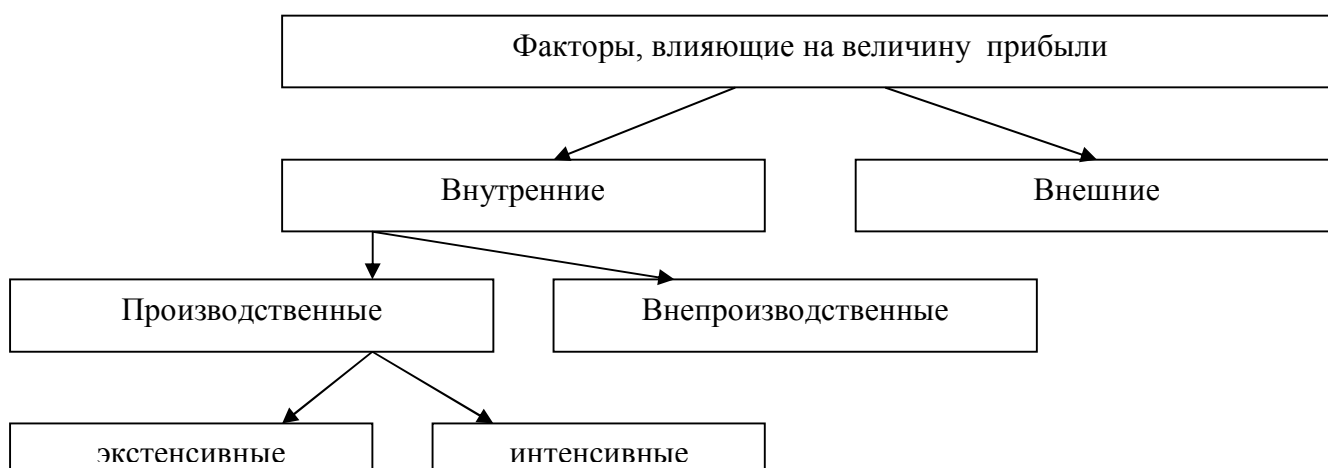 Факторы, влияющие на величину прибыли
Внутренние
Внешние
Производственные
Внепроизводственные
экстенсивные
интенсивные